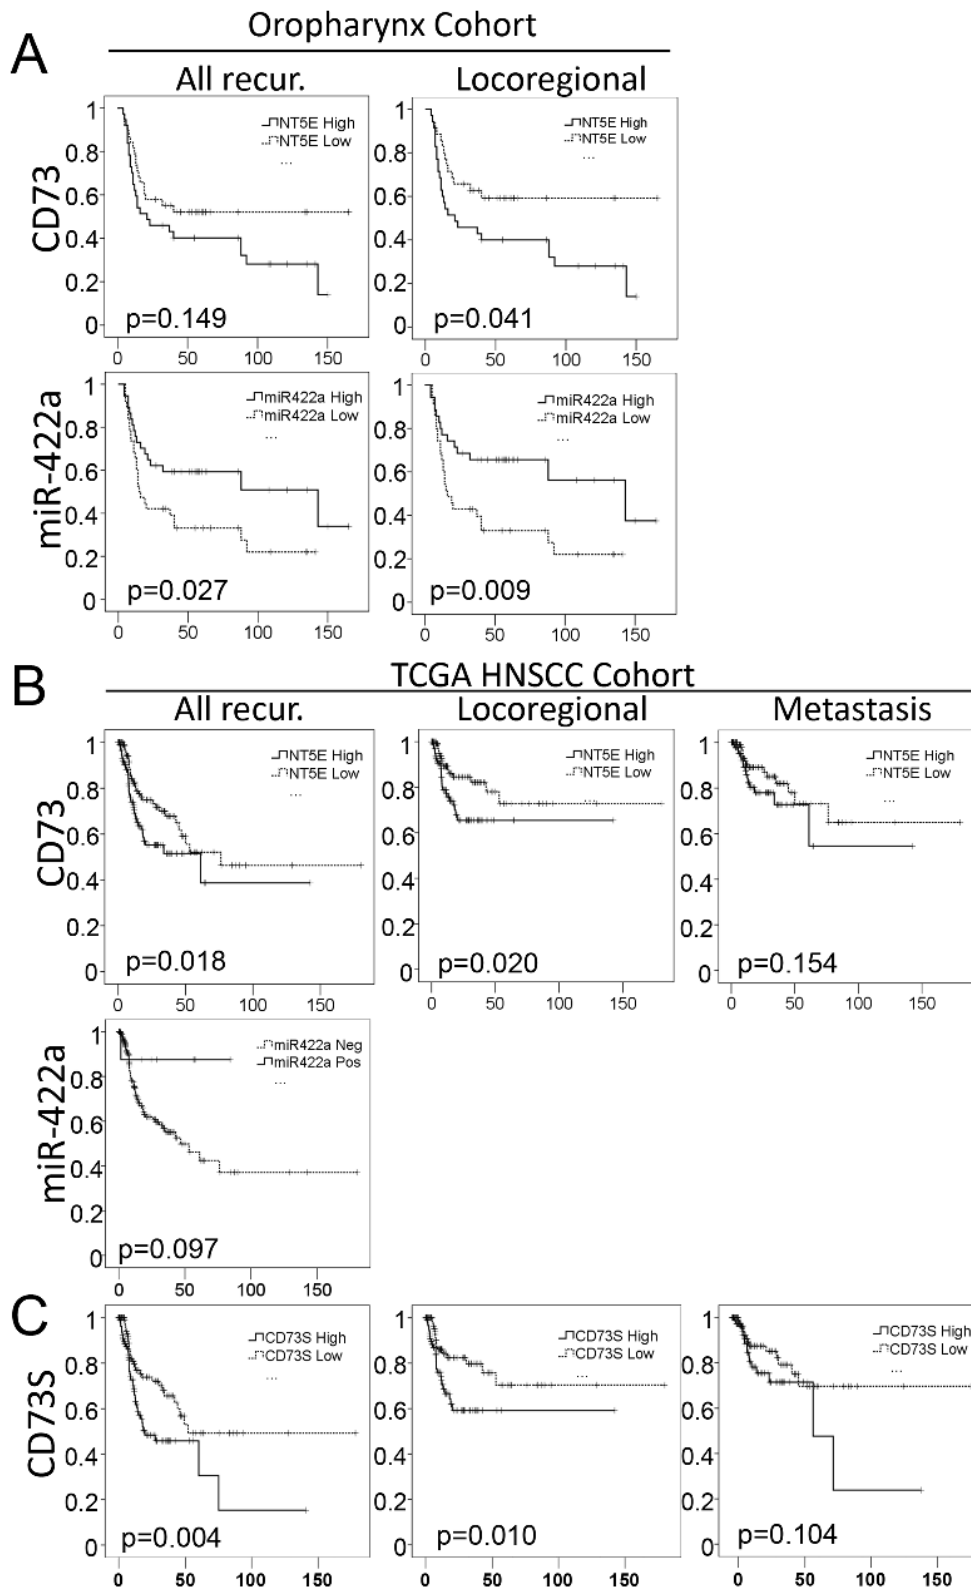 A
Oropharynx Cohort
All recur.
Locoregional
CD73
1
0.8
0.6
0.4
0.2
0
NT5E High
NT5E Low
...
p=0.149
0 50 100 150
1
0.8
0.6
0.4
0.2
0
NT5E High
NT5E Low
...
p=0.041
0 50 100 150
miR-422a
1
0.8
0.6
0.4
0.2
0
miR422a High
miR422a Low
...
p=0.027
0 50 100 150
1
0.8
0.6
0.4
0.2
0
miR422a High
miR422a Low
...
p=0.009
0 50 100 150
B
TCGA HNSCC Cohort
All recur.
Locoregional
Metastasis
CD73
1
0.8
0.6
0.4
0.2
0
NT5E High
NT5E Low
...
p=0.018
0 50 100 150
1
0.8
0.6
0.4
0.2
0
NT5E High
NT5E Low
...
p=0.020
0 50 100 150
1
0.8
0.6
0.4
0.2
0
NT5E High
NT5E Low
...
p=0.154
0 50 100 150
miR-422a
1
0.8
0.6
0.4
0.2
0
miR422a Neg
miR422a Pos
...
p=0.097
0 50 100 150
C
CD73S
1
0.8
0.6
0.4
0.2
0
CD73S High
CD73S Low
...
p=0.004
0 50 100 150
1
0.8
0.6
0.4
0.2
0
CD73S High
CD73S Low
...
p=0.010
0 50 100 150
1
0.8
0.6
0.4
0.2
0
CD73S High
CD73S Low
...
p=0.104
0 50 100 150